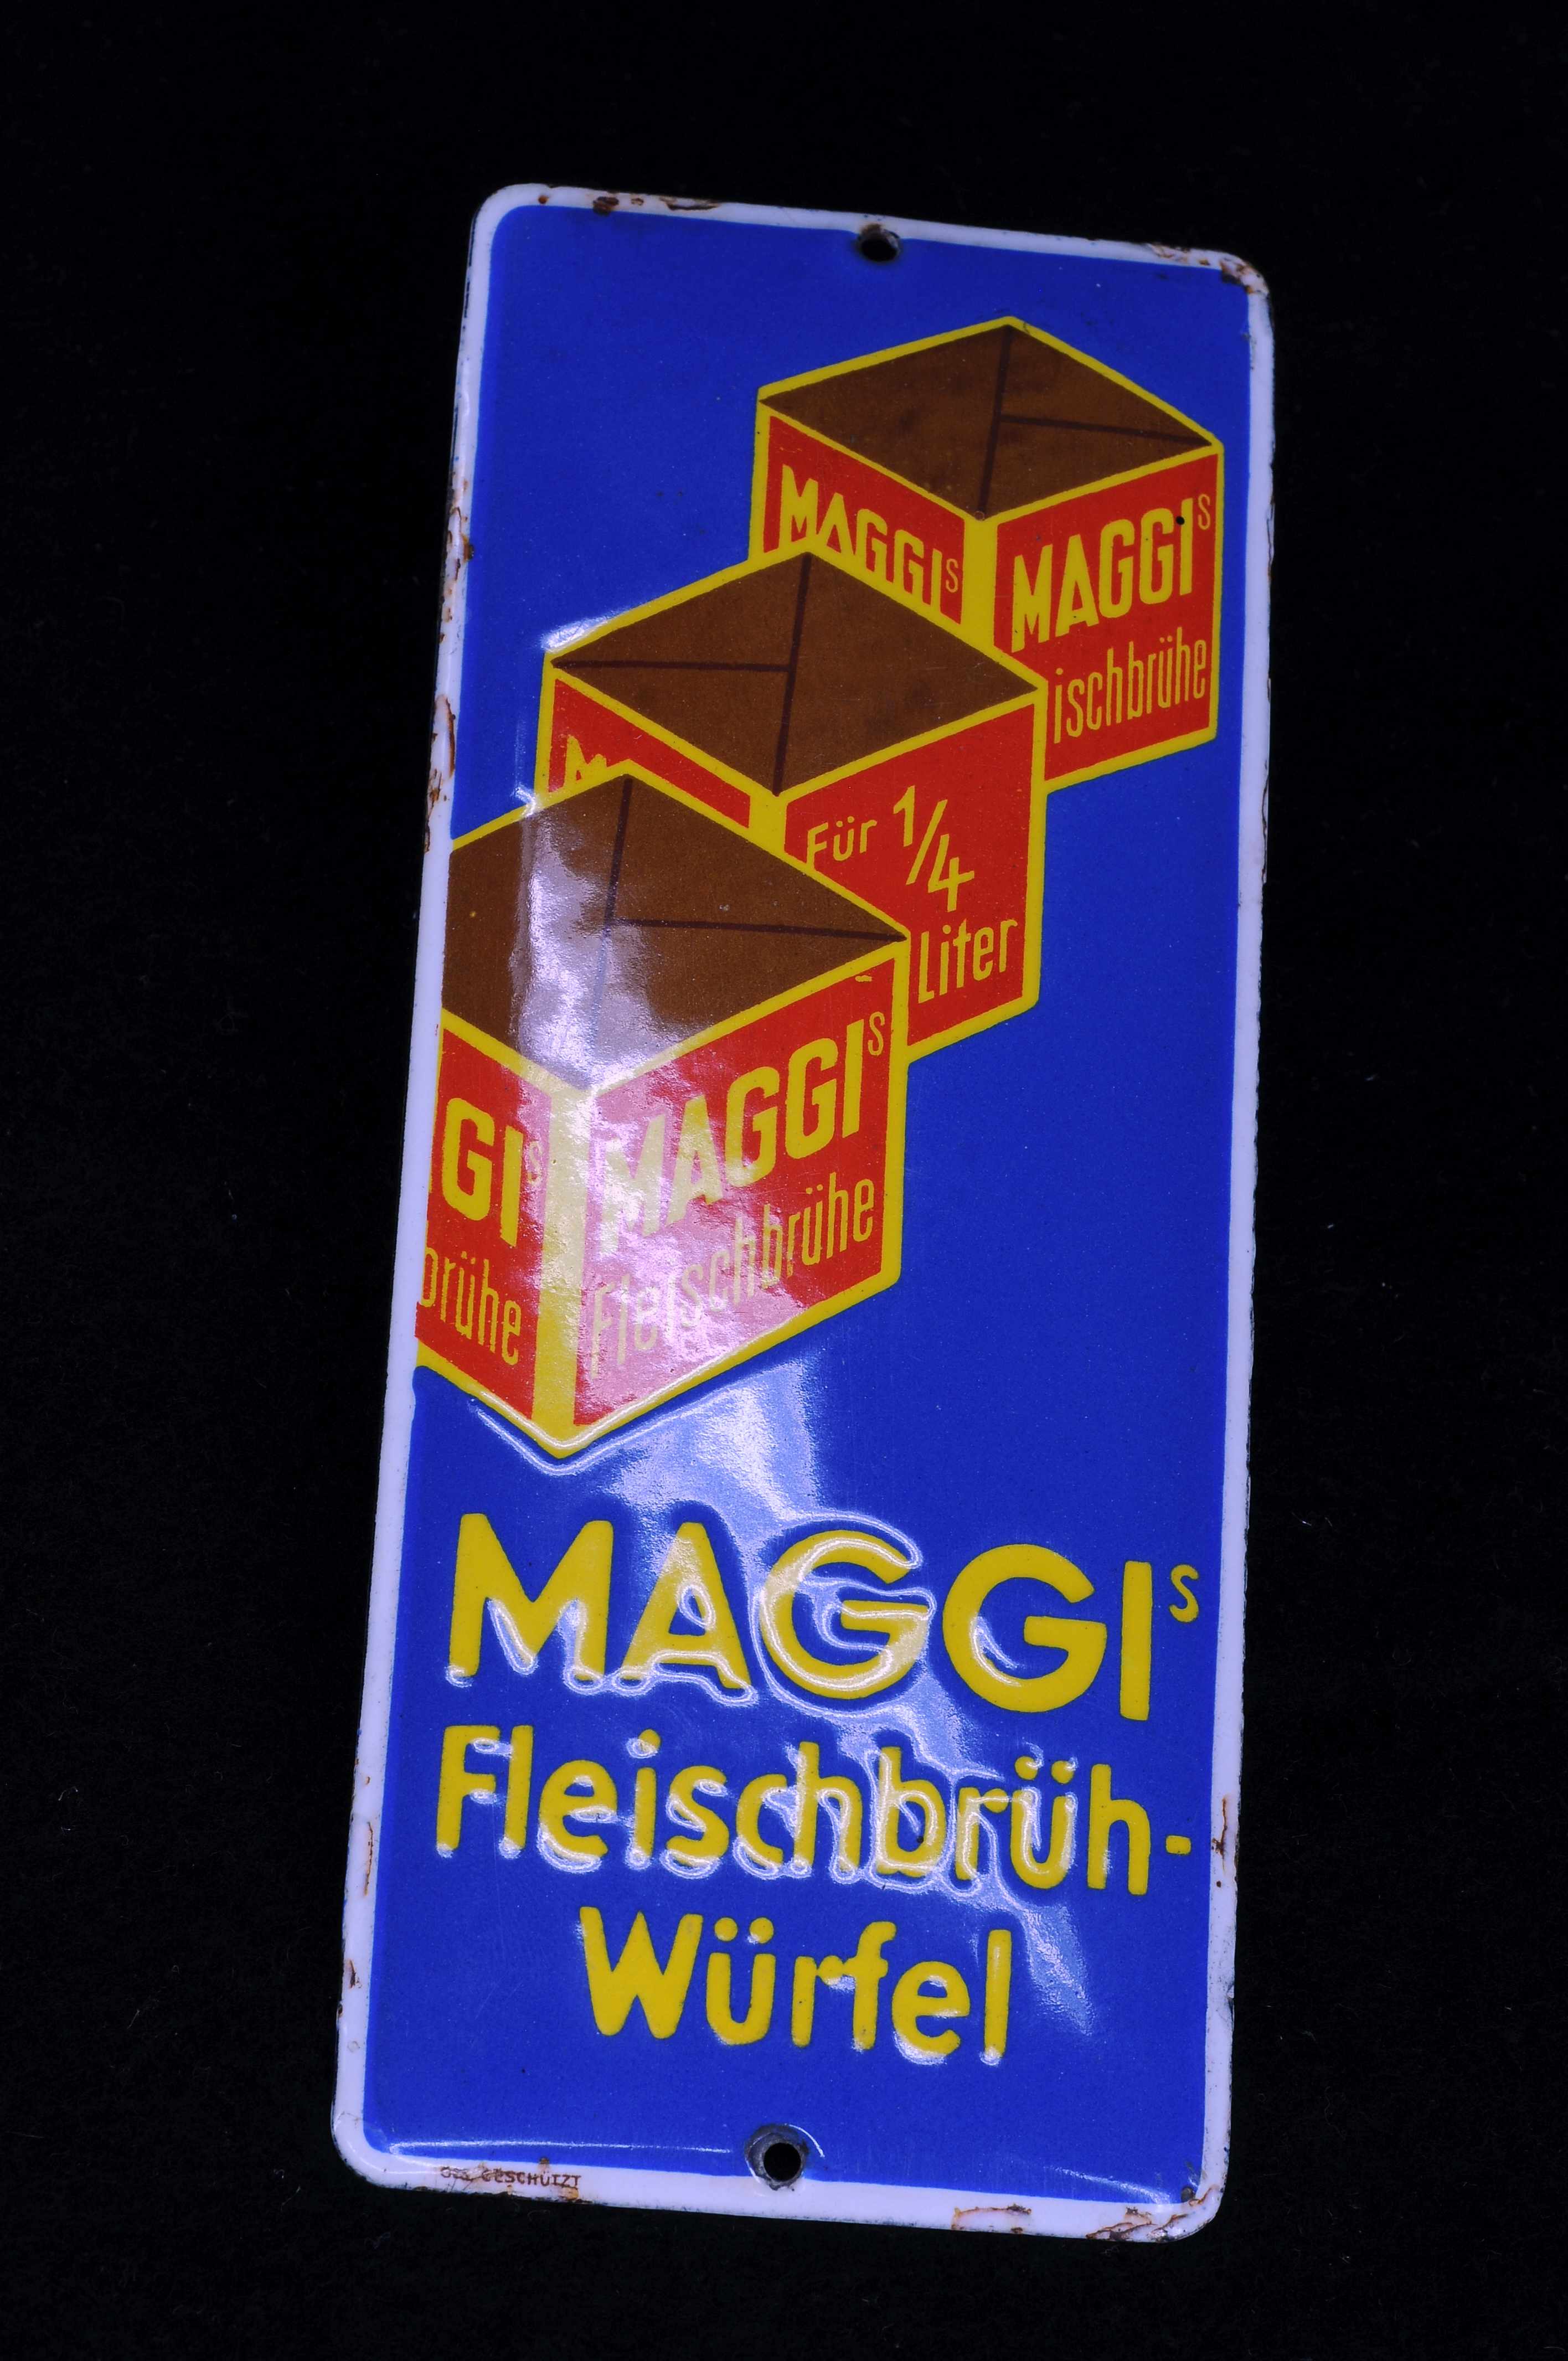 MAGGIS
MAGGIS
ischbrühe
Für 1/4
Liter
MAGGIS
Fleischbrühe
GIS
brühe
MAGGIS
Fleischbrüh-
Würfel
GES. GESCHÜTZT